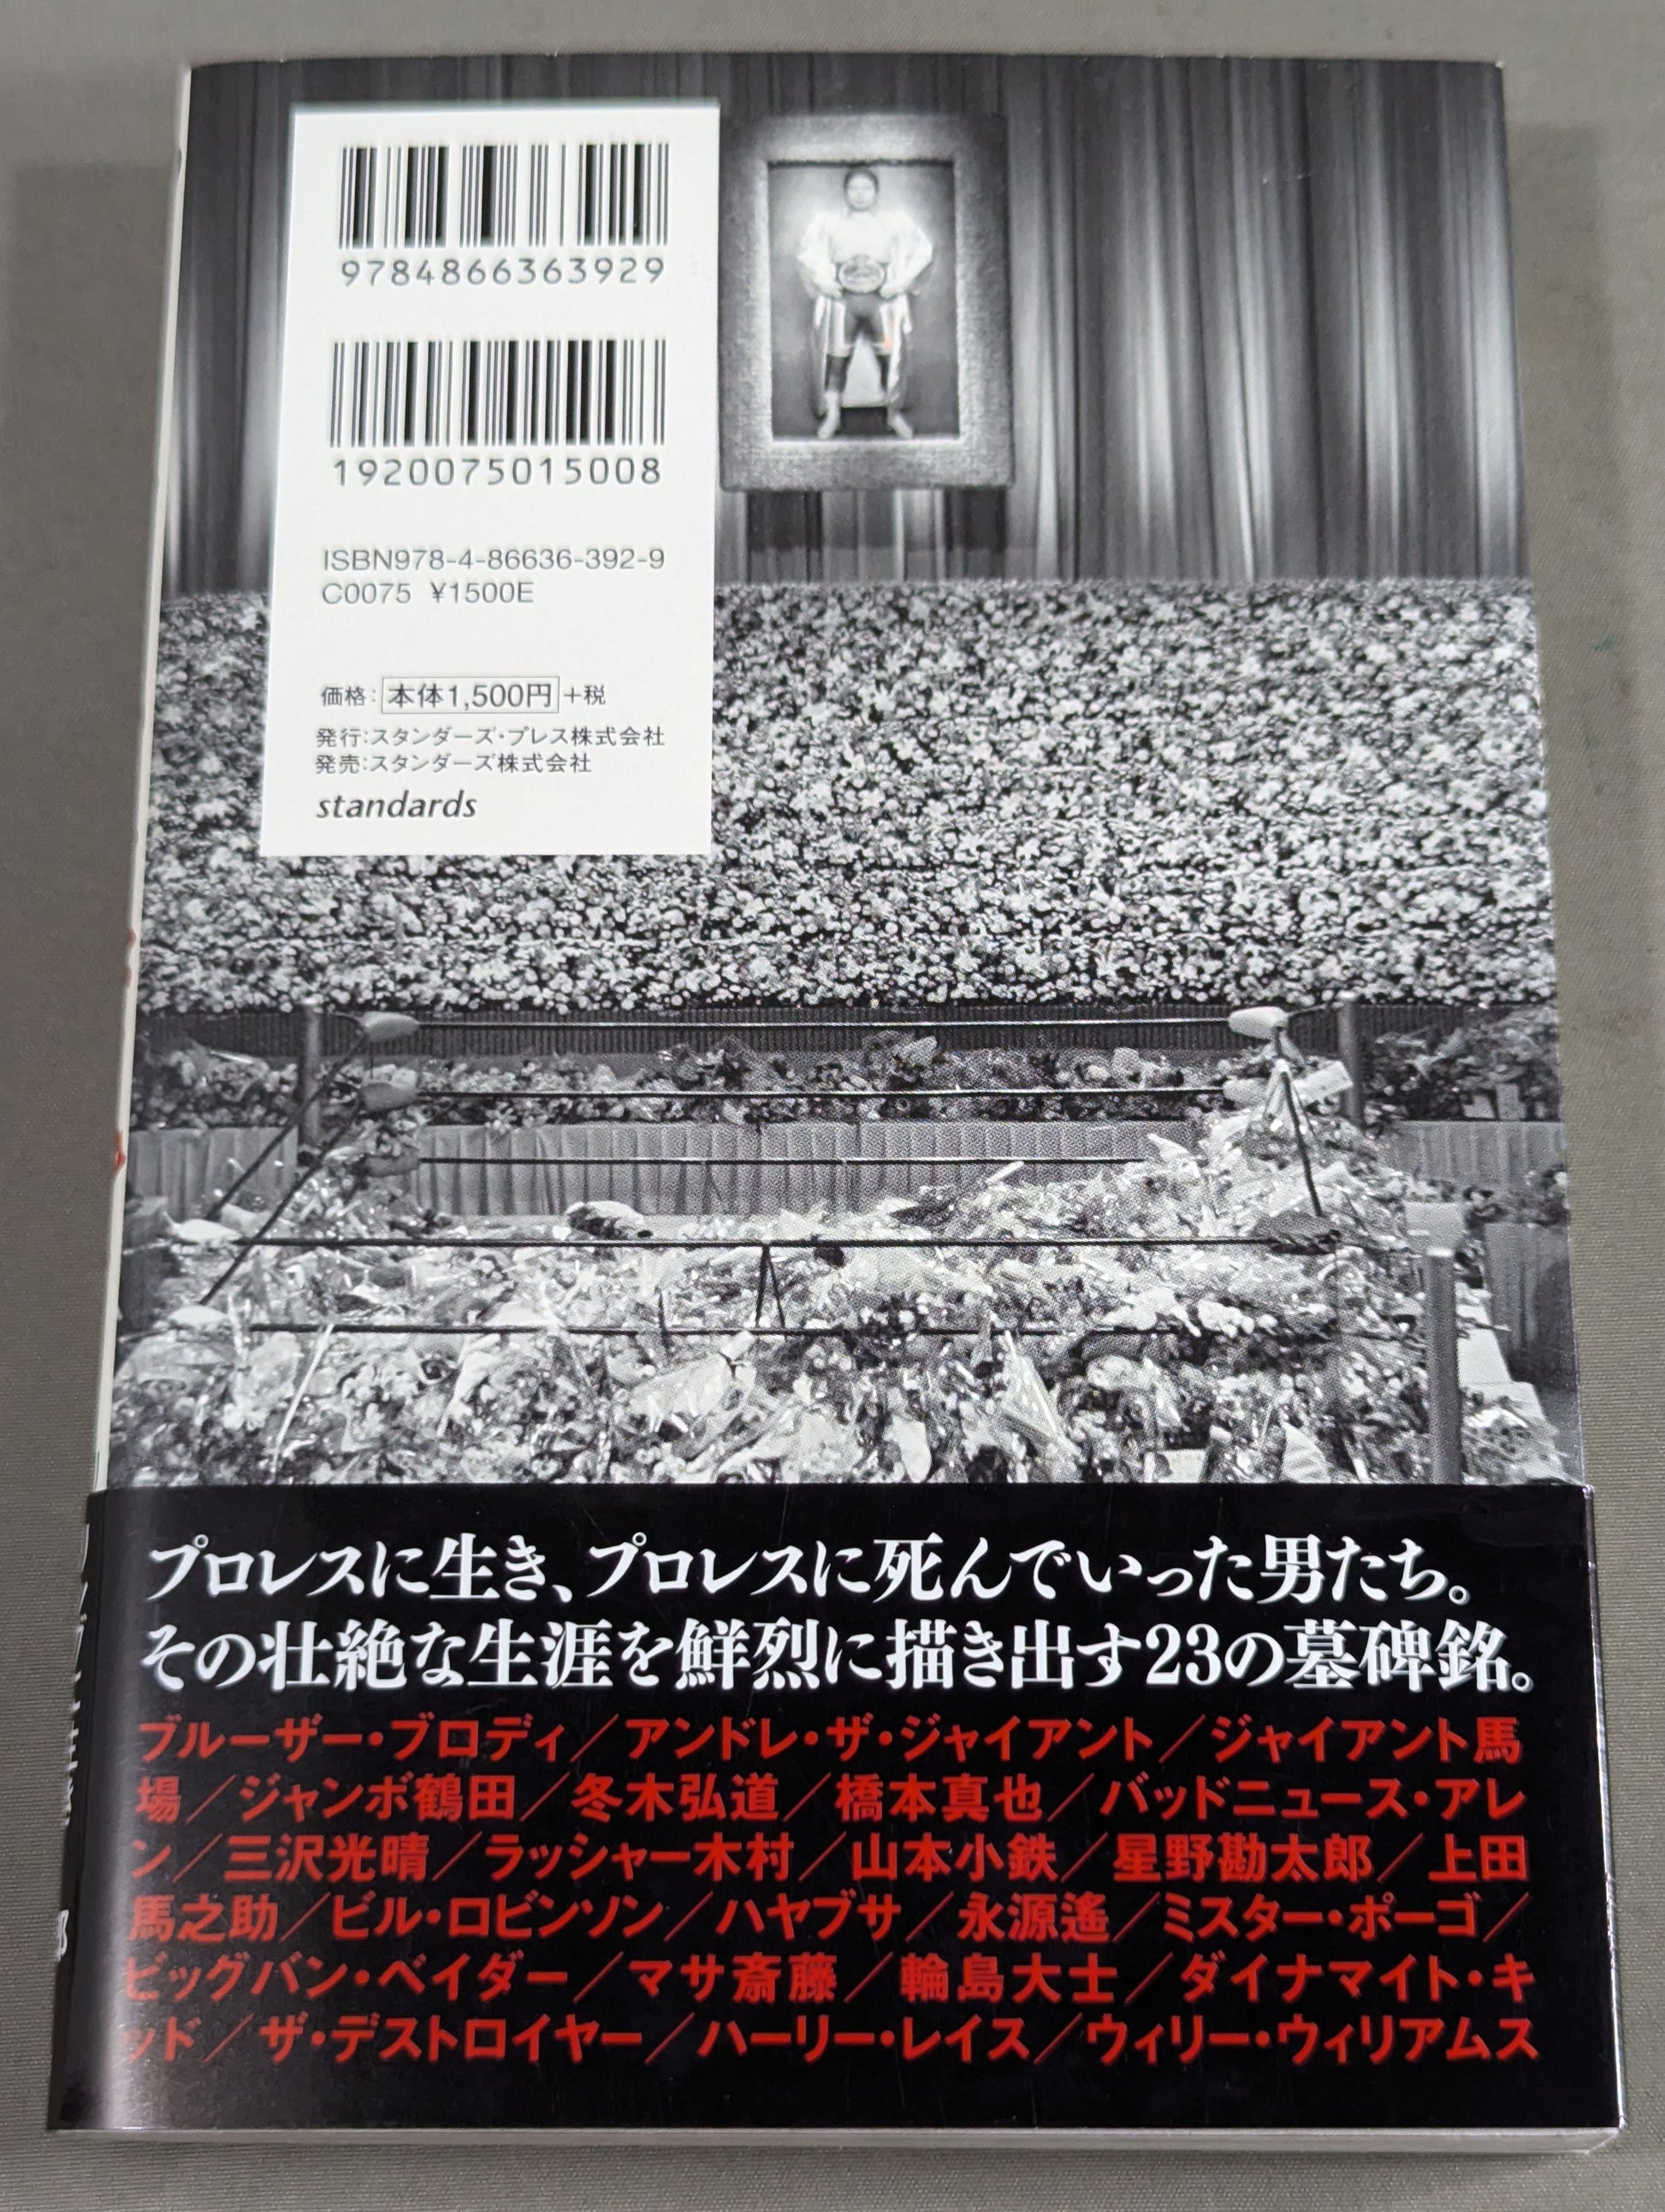 9784866363929
1920075015008
ISBN978-4-86636-392-9
C0075 ¥1500E
価格：本体1,500円＋税
発行：スタンダーズ・プレス株式会社
発売：スタンダーズ株式会社
standards
プロレスに生き、プロレスに死んでいった男たち。
その壮絶な生涯を鮮烈に描き出す23の墓碑銘。
ブルーザー・ブロディ／アンドレ・ザ・ジャイアント／ジャイアント馬
場／ジャンボ鶴田／冬木弘道／橋本真也／バッドニュース・アレ
ン／三沢光晴／ラッシャー木村／山本小鉄／星野勘太郎／上田
馬之助／ビル・ロビンソン／ハヤブサ／永源遙／ミスター・ポーゴ／
ビッグバン・ベイダー／マサ斎藤／輪島大士／ダイナマイト・キ
ッド／ザ・デストロイヤー／ハーリー・レイス／ウィリー・ウィリアムス